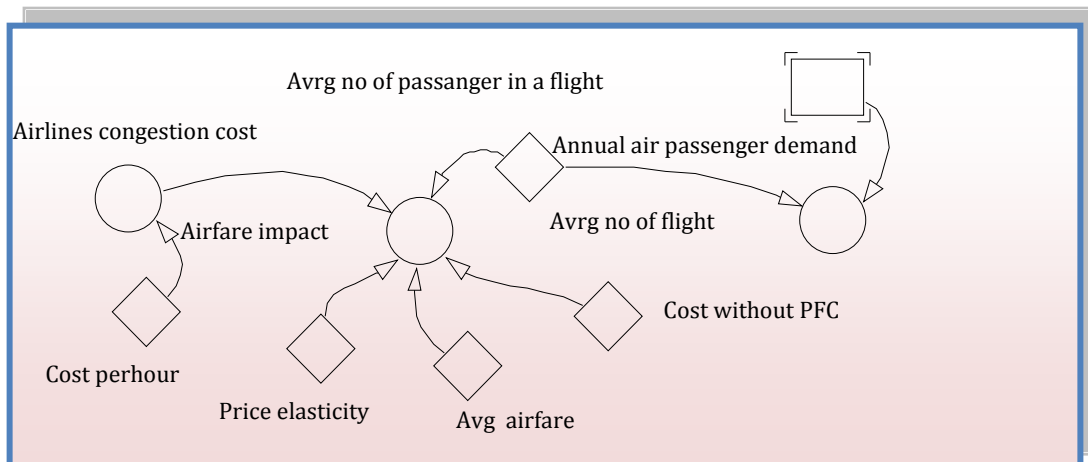 Avrg no of passanger in a flight
Airlines congestion cost
Annual air passenger demand
Airfare impact
Avrg no of flight
Cost without PFC
Cost perhour
Price elasticity
Avg airfare